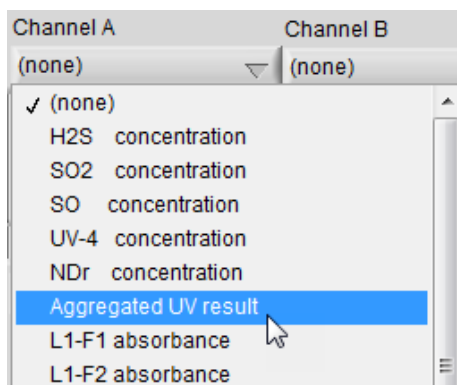 Channel A Channel B
(none) (none)
(none)
H2S concentration
SO2 concentration
SO concentration
UV-4 concentration
NDr concentration
Aggregated UV result
L1-F1 absorbance
L1-F2 absorbance